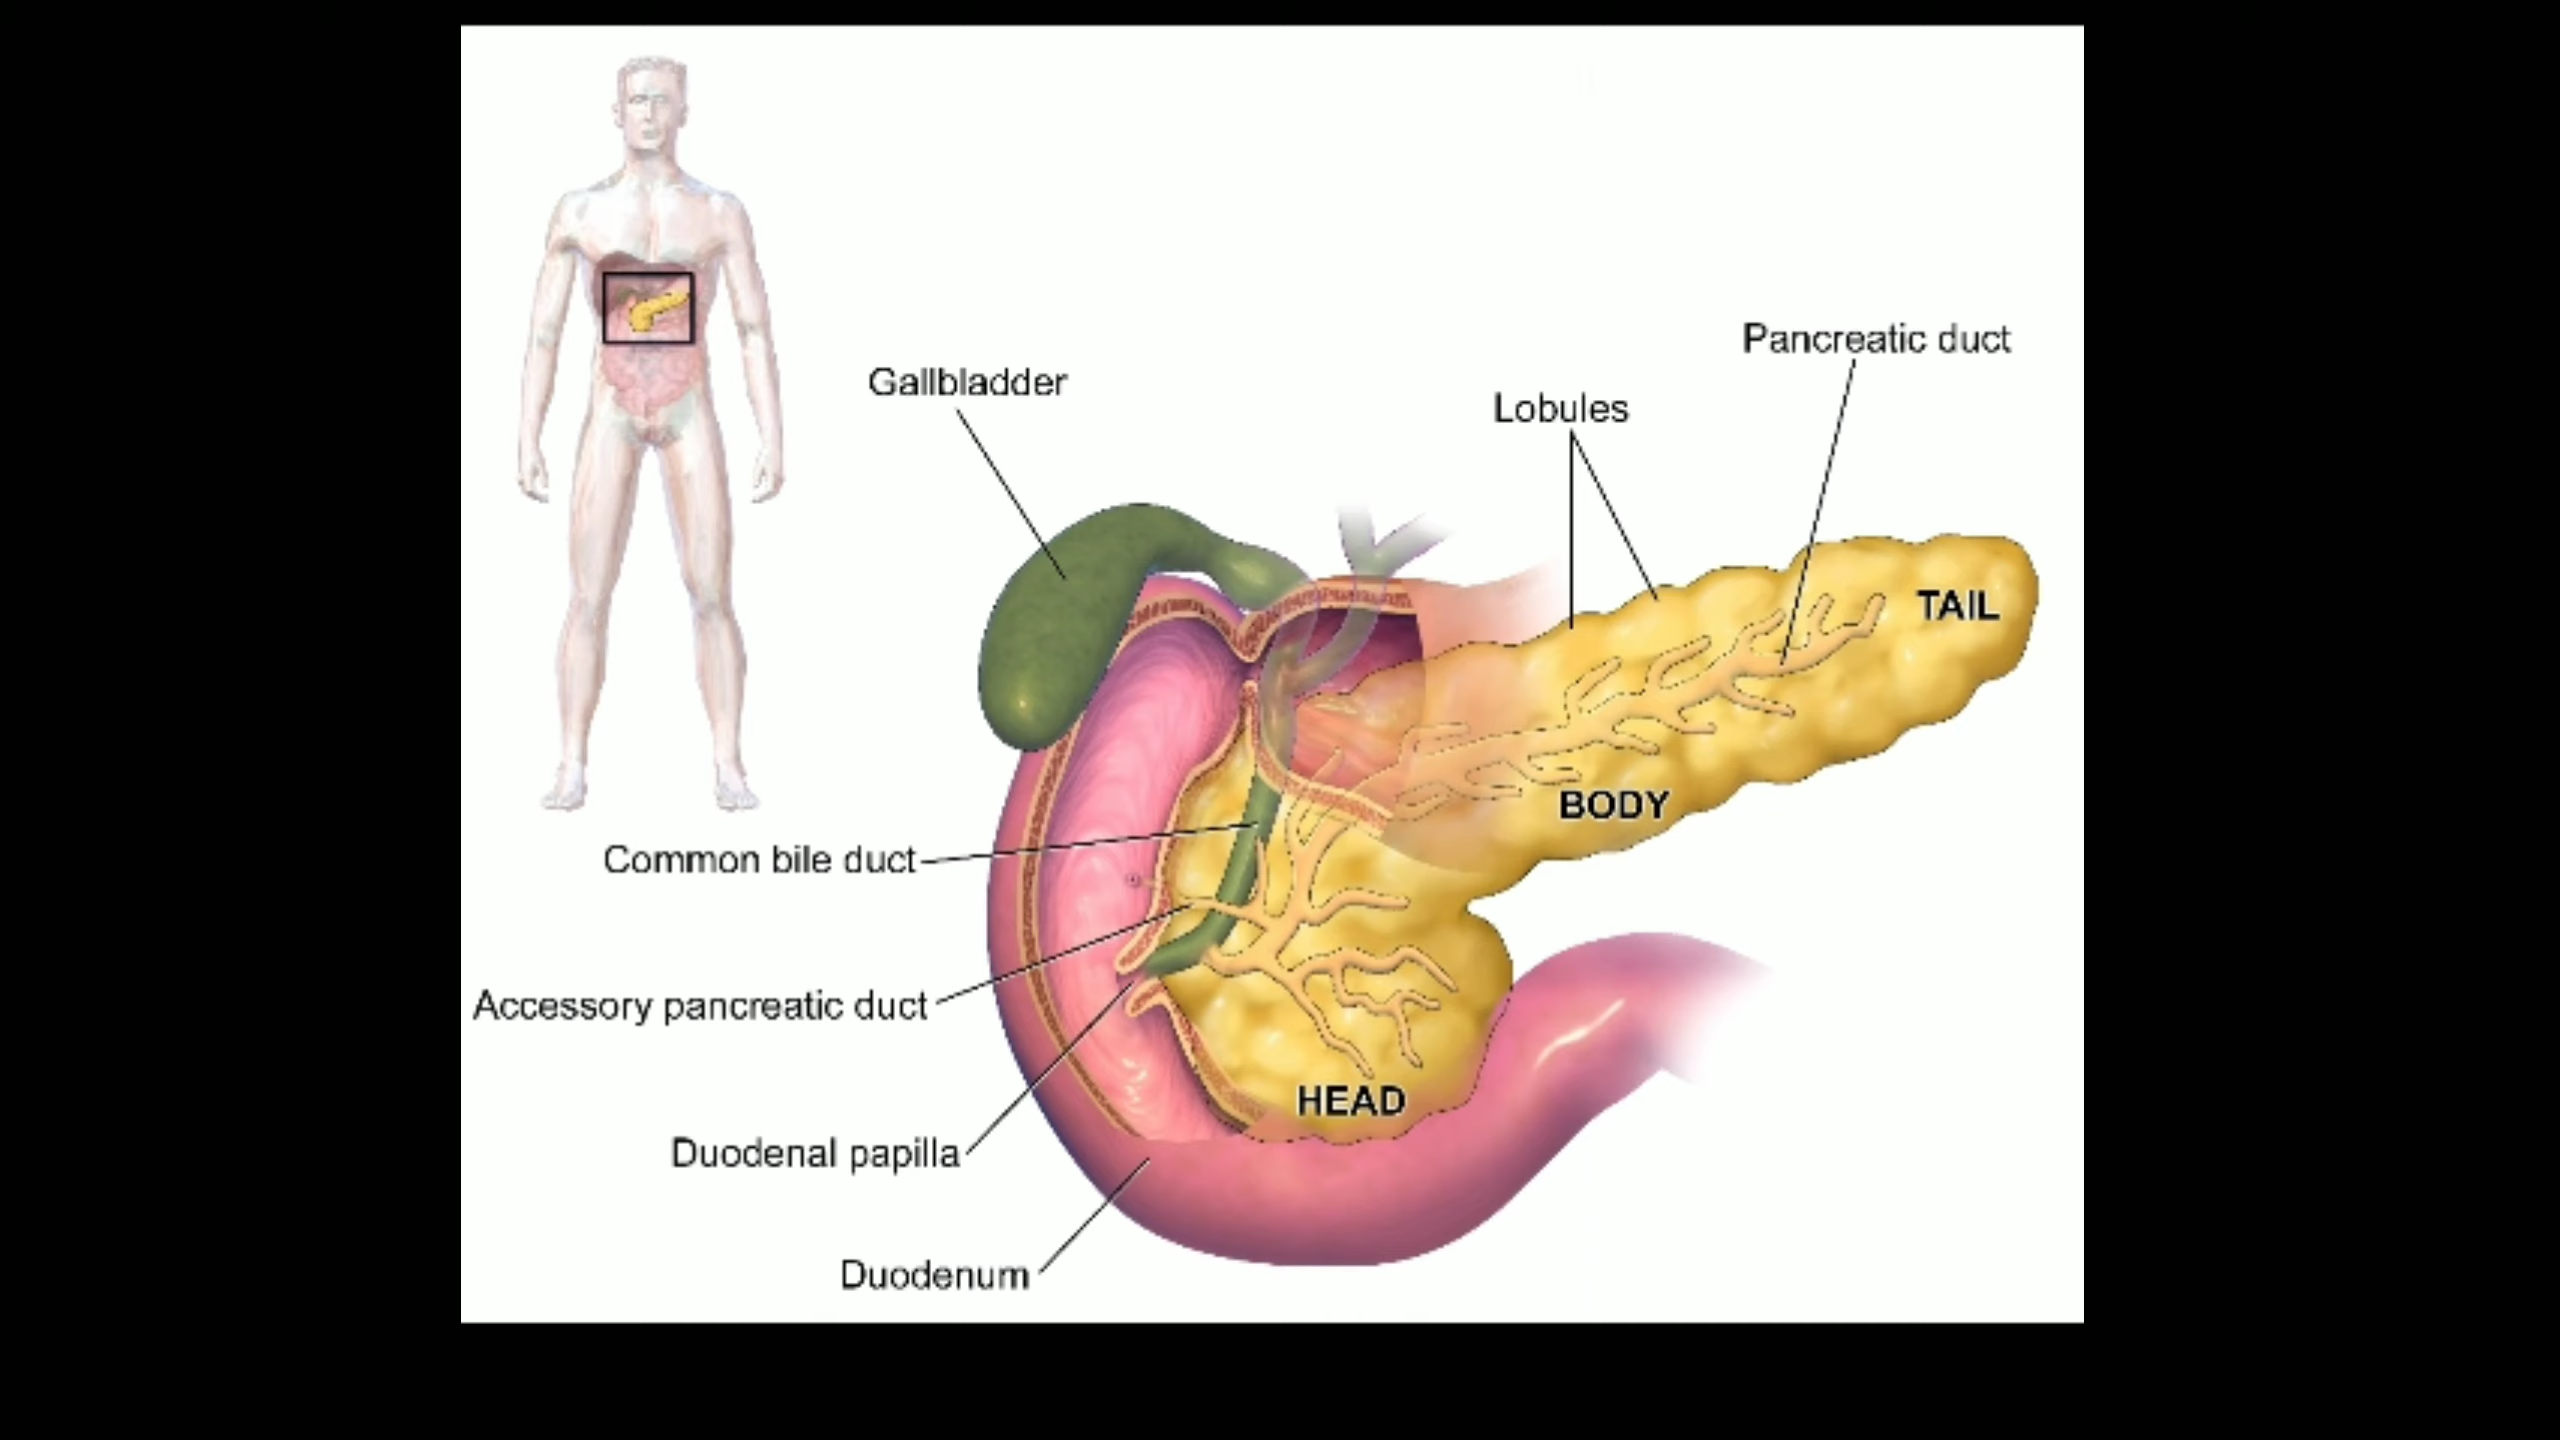 Pancreatic duct
Gallbladder
Lobules
TAIL
BODY
Common bile duct
Accessory pancreatic duct
HEAD
Duodenal papilla
Duodenum